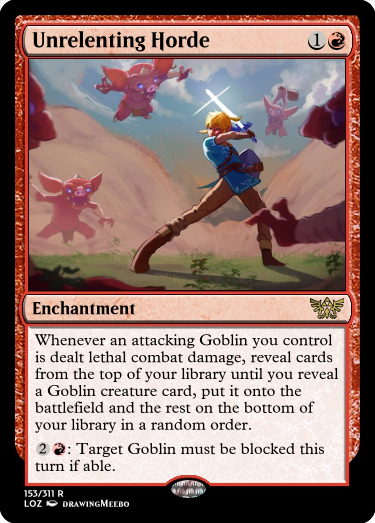 Unrelenting Horde 1
Enchantment
Whenever an attacking Goblin you control
is dealt lethal combat damage, reveal cards
from the top of your library until you reveal
a Goblin creature card, put it onto the
battlefield and the rest on the bottom of
your library in a random order.
2 : Target Goblin must be blocked this
turn if able.
153/311 R
LOZ DRAWINGMEEBO